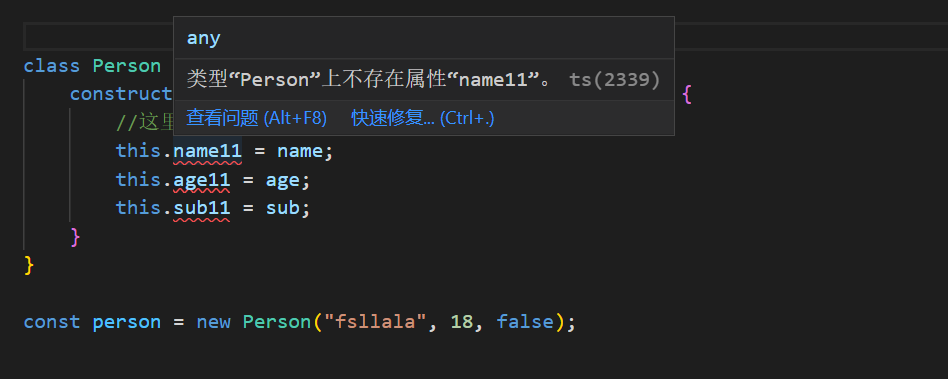 any
类型“Person”上不存在属性“name11”。 ts(2339)
查看问题 (Alt+F8) 快速修复... (Ctrl+.)
class Person
construct {
//这里
this.name11 = name;
this.age11 = age;
this.sub11 = sub;
}
}
const person = new Person("fsllala", 18, false);